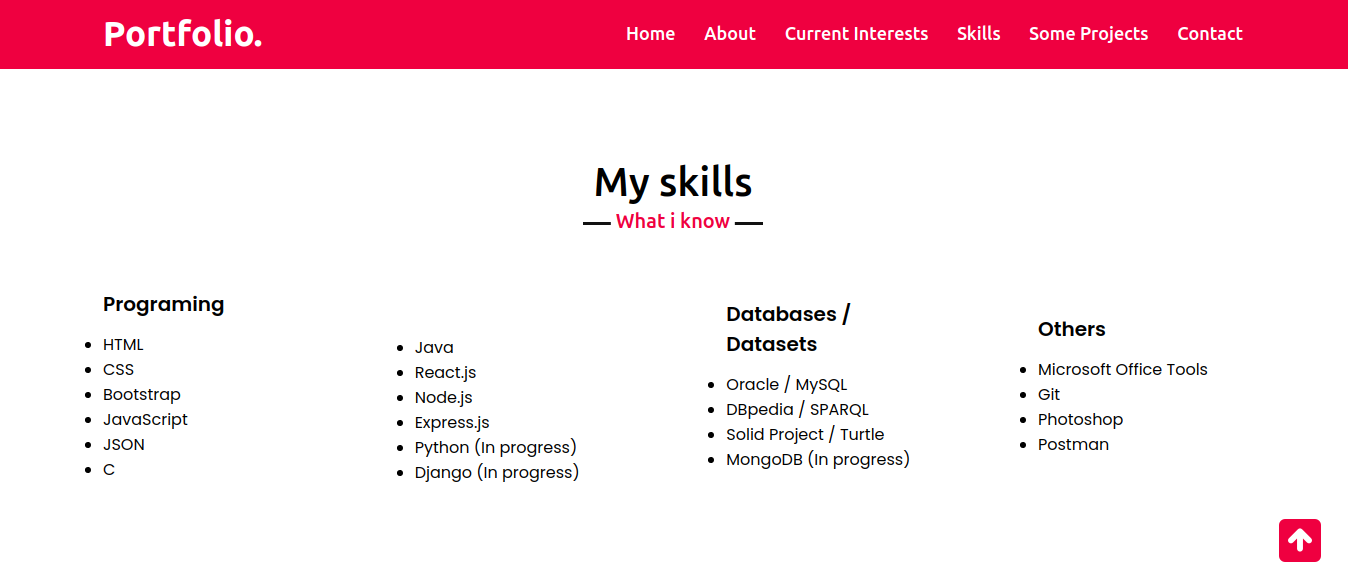 Portfolio.
Home About Current Interests Skills Some Projects Contact
My skills
What i know
Programing
HTML
CSS
Bootstrap
JavaScript
JSON
C
Java
React.js
Node.js
Express.js
Python (In progress)
Django (In progress)
Databases /
Datasets
Oracle / MySQL
DBpedia / SPARQL
Solid Project / Turtle
MongoDB (In progress)
Others
Microsoft Office Tools
Git
Photoshop
Postman